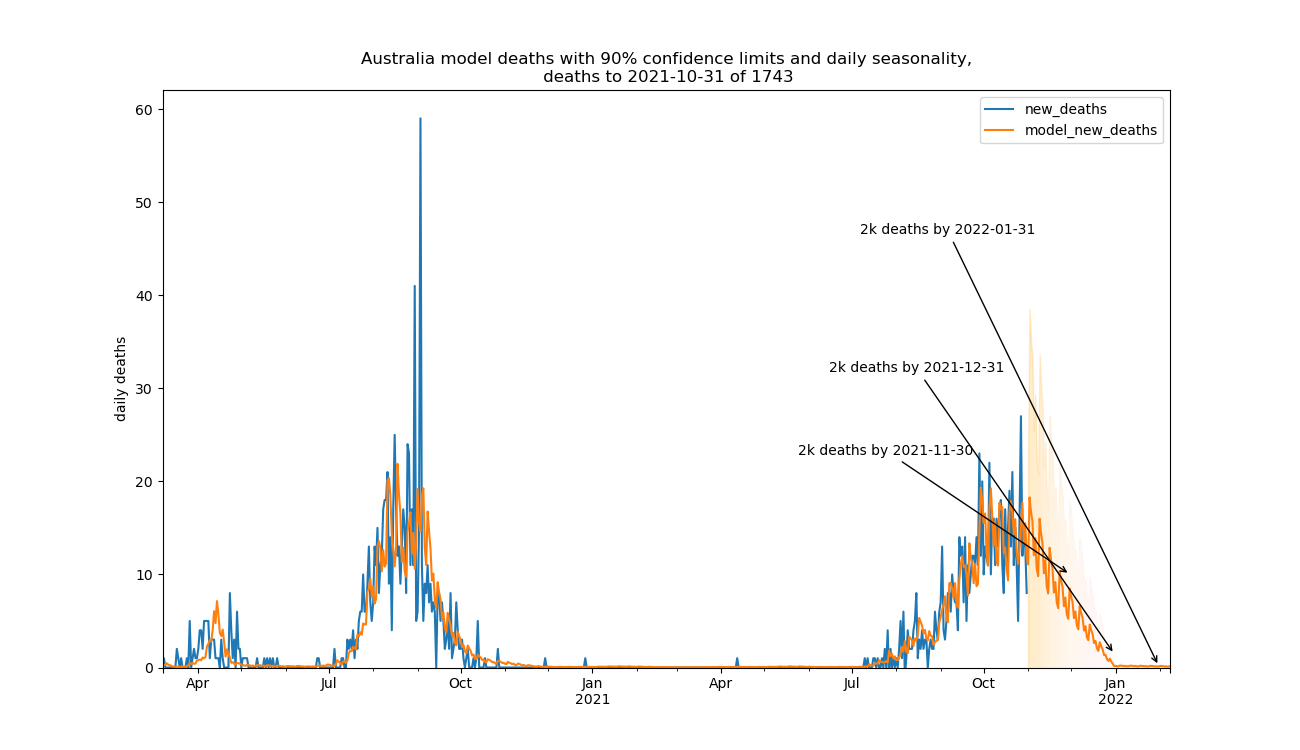 Australia model deaths with 90% confidence limits and daily seasonality,
deaths to 2021-10-31 of 1743
new_deaths
model_new_deaths
60
50
40
30
20
10
0
daily deaths
2k deaths by 2022-01-31
2k deaths by 2021-12-31
2k deaths by 2021-11-30
Apr Jul Oct Jan Apr Jul Oct Jan
2021 2022